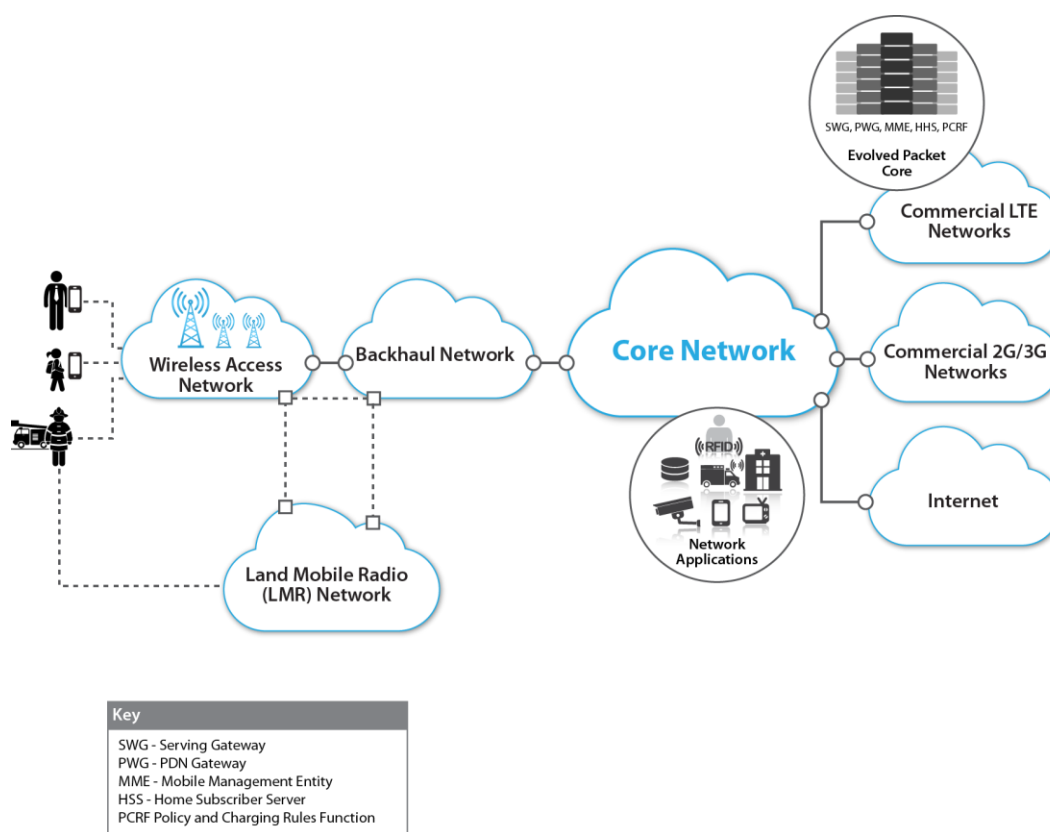 SWG, PWG, MME, HHS, PCRF
Evolved Packet
Core
Commercial LTE
Networks
Wireless Access
Network
Backhaul Network
Core Network
Commercial 2G/3G
Networks
RFID
Network
Applications
Internet
Land Mobile Radio
(LMR) Network
Key
SWG - Serving Gateway
PWG - PDN Gateway
MME - Mobile Management Entity
HSS - Home Subscriber Server
PCRF Policy and Charging Rules Function